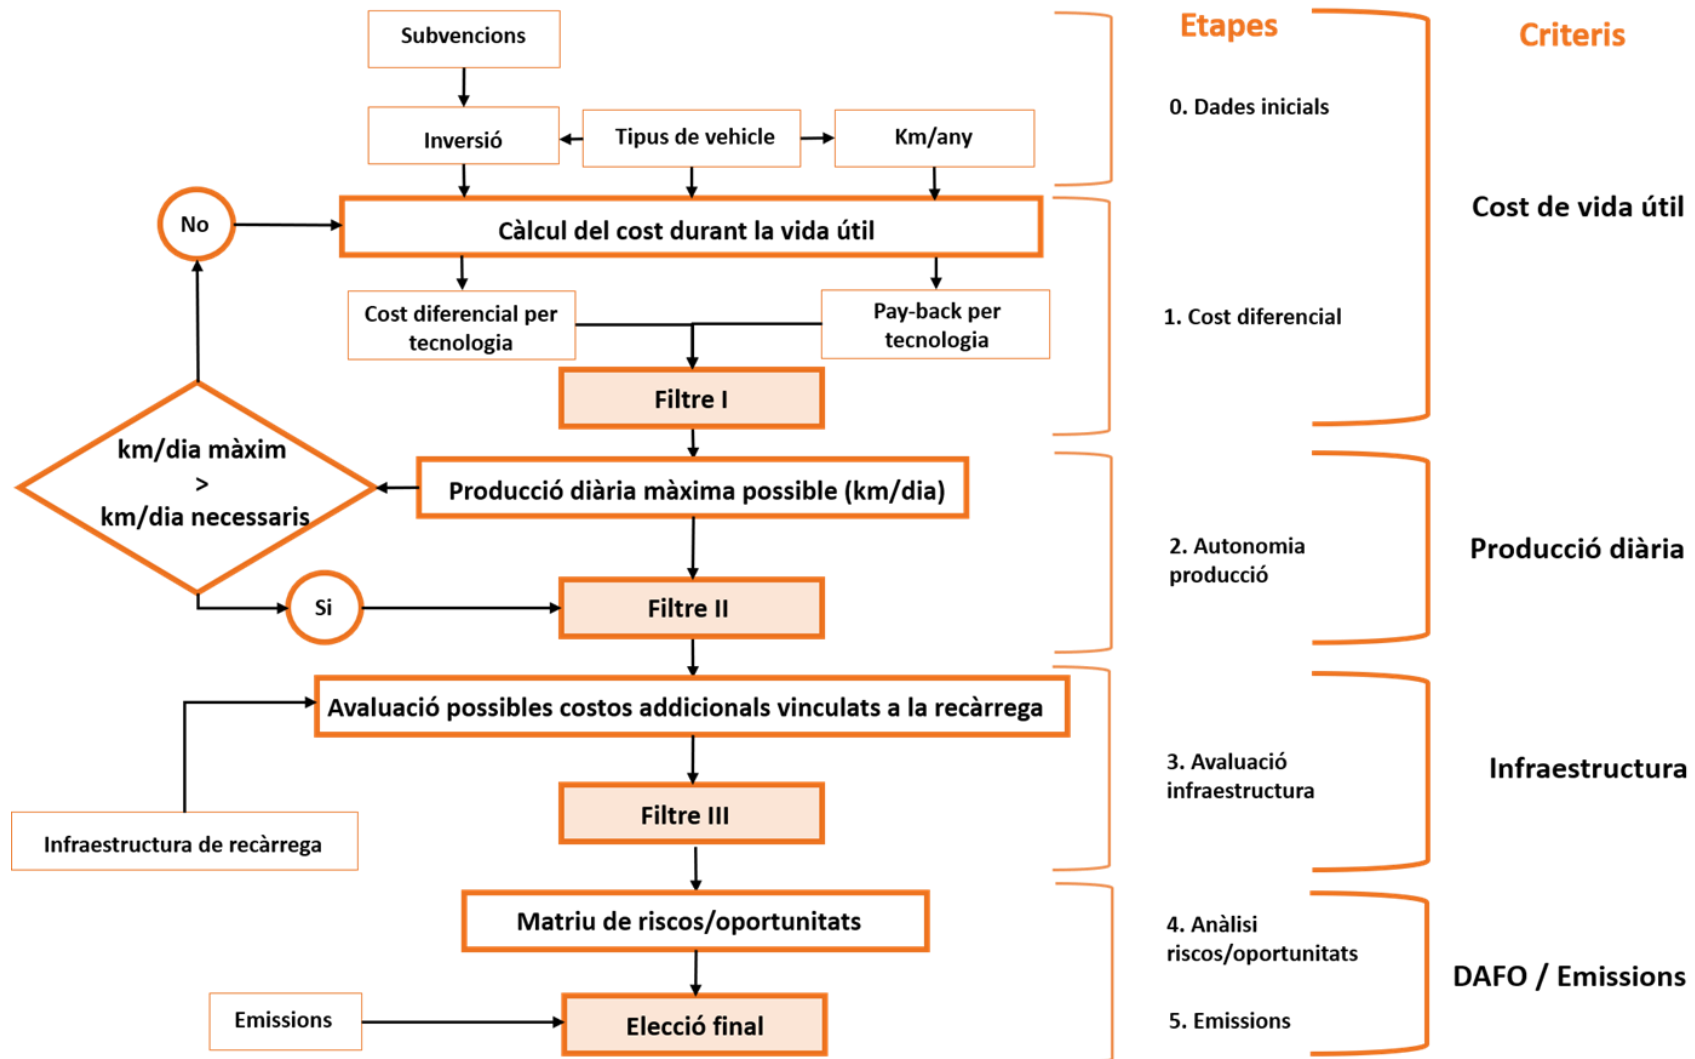 Etapes
Criteris
Subvencions
0. Dades inicials
Inversió
Tipus de vehicle
Km/any
Cost de vida útil
No
Càlcul del cost durant la vida útil
Cost diferencial per
tecnologia
Pay-back per
tecnologia
1. Cost diferencial
Filtre I
km/dia màxim
>
km/dia necessaris
Producció diària màxima possible (km/dia)
2. Autonomia
producció
Producció diària
Si
Filtre II
Avaluació possibles costos addicionals vinculats a la recàrrega
3. Avaluació
infraestructura
Infraestructura
Filtre III
Infraestructura de recàrrega
Matriu de riscos/oportunitats
4. Anàlisi
riscos/oportunitats
DAFO / Emissions
Emissions
Elecció final
5. Emissions